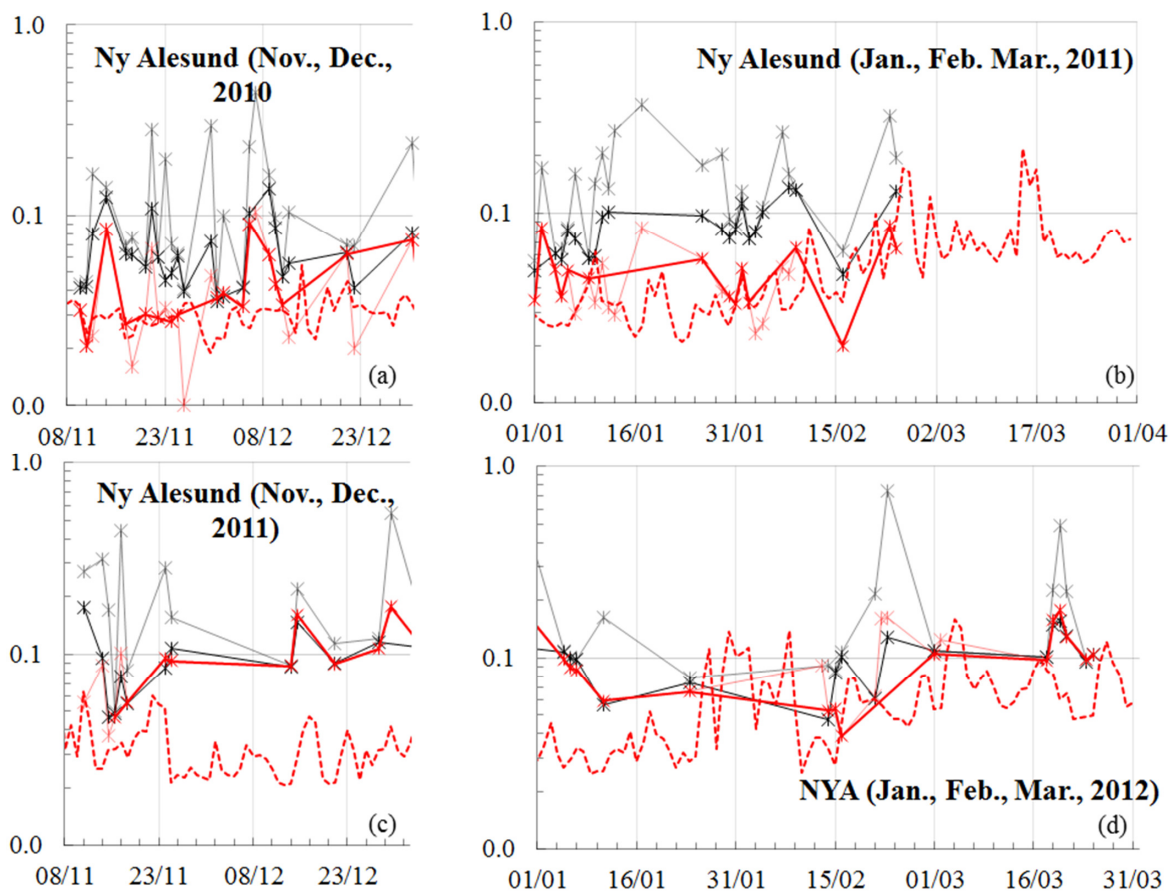 1.0
Ny Alesund (Nov., Dec.,
2010
0.1
0.0
(a)
08/11 23/11 08/12 23/12
1.0
Ny Alesund (Jan., Feb. Mar., 2011)
0.1
0.0
(b)
01/01 16/01 31/01 15/02 02/03 17/03 01/04
1.0
Ny Alesund (Nov., Dec.,
2011)
0.1
0.0
(c)
08/11 23/11 08/12 23/12
1.0
0.1
NYA (Jan., Feb., Mar., 2012)
0.0
(d)
01/01 16/01 31/01 15/02 01/03 16/03 31/03